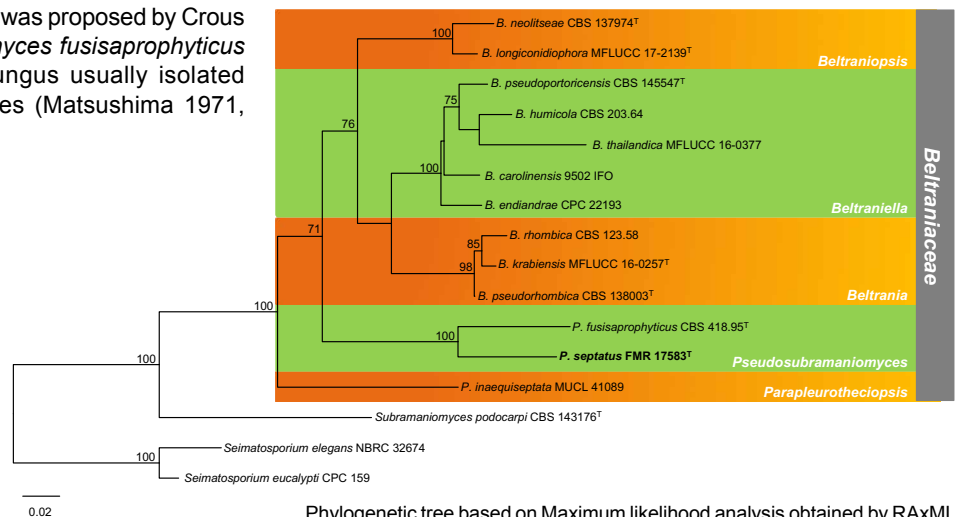 was proposed by Crous
myces fusisaprophyticus
ungus usually isolated
es (Matsushima 1971,
B. neolitseae CBS 137974ᵀ
100
B. longiconidiophora MFLUCC 17-2139ᵀ
Beltraniopsis
B. pseudoportoricensis CBS 145547ᵀ
75
B. humicola CBS 203.64
76
B. thailandica MFLUCC 16-0377
100
B. carolinensis 9502 IFO
B. endiandrae CPC 22193
Beltraniella
Beltraniaceae
71
B. rhombica CBS 123.58
85
B. krabiensis MFLUCC 16-0257ᵀ
98
B. pseudorhombica CBS 138003ᵀ
Beltrania
100
P. fusisaprophyticus CBS 418.95ᵀ
100
P. septatus FMR 17583ᵀ
Pseudosubramaniomyces
100
P. inaequiseptata MUCL 41089
Parapleurotheciopsis
Subramaniomyces podocarpi CBS 143176ᵀ
Seimatosporium elegans NBRC 32674
100
Seimatosporium eucalypti CPC 159
0.02
Phylogenetic tree based on Maximum likelihood analysis obtained by RAxML